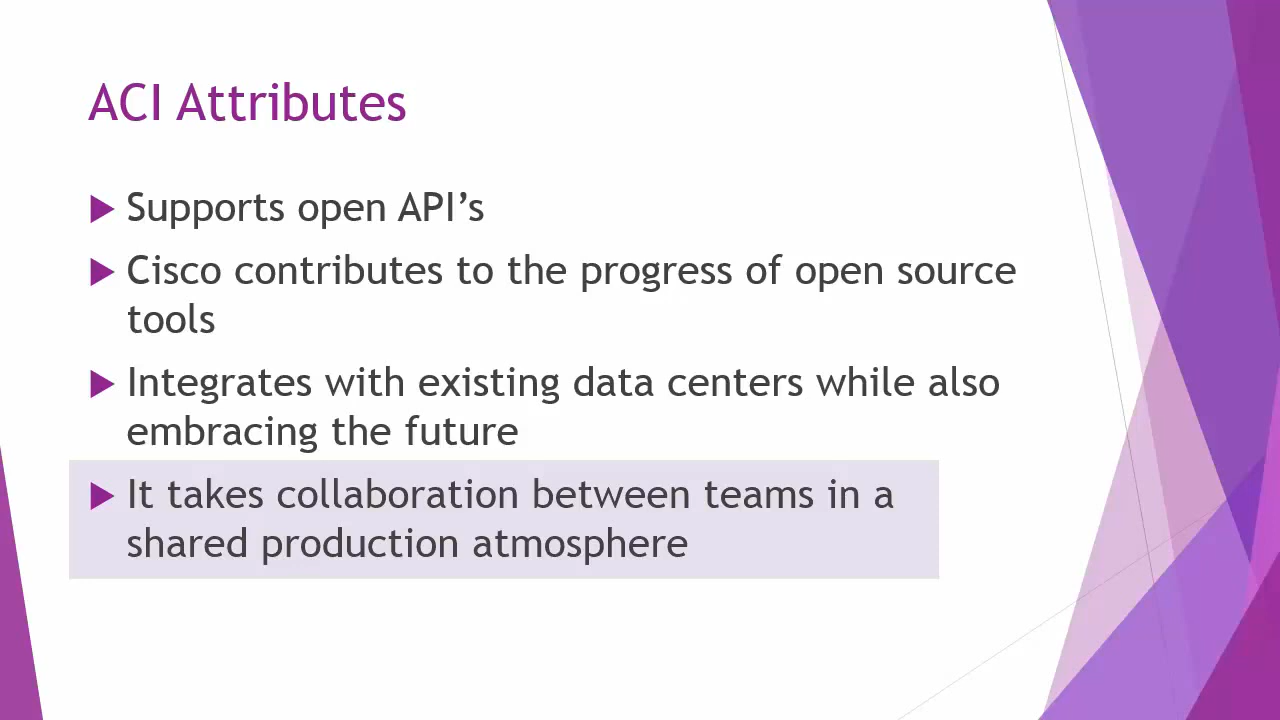 ACI Attributes
Supports open API’s
Cisco contributes to the progress of open source
tools
Integrates with existing data centers while also
embracing the future
It takes collaboration between teams in a
shared production atmosphere